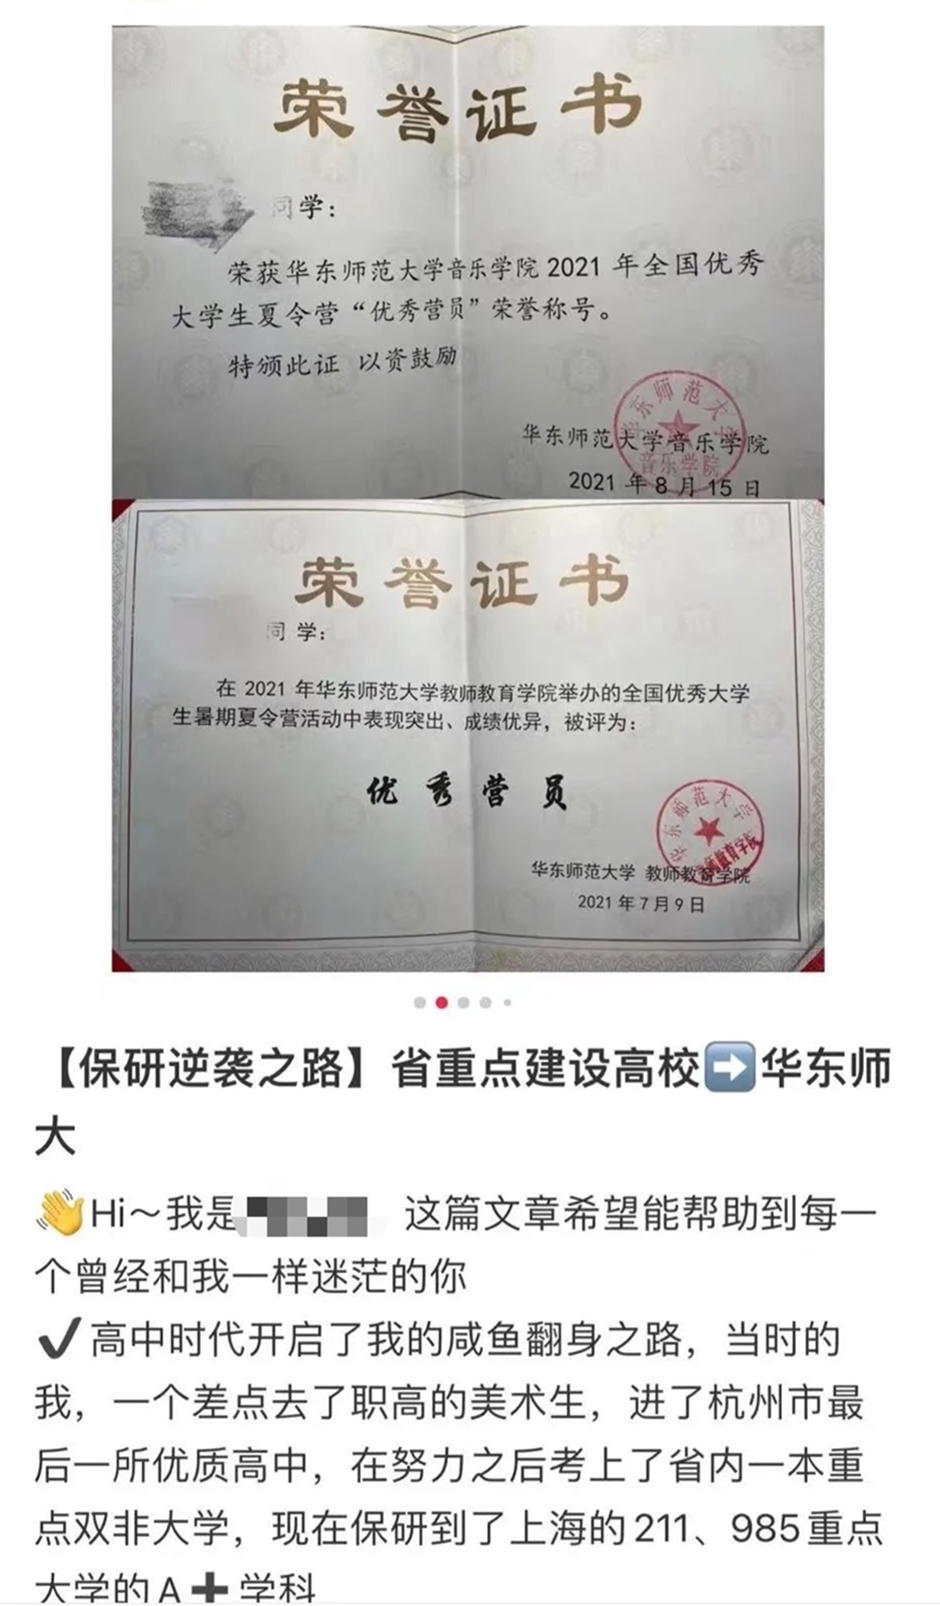 荣誉证书
同学：
荣获华东师范大学音乐学院 2021 年全国优秀
大学生夏令营“优秀营员”荣誉称号。
特颁此证 以资鼓励
华东师范大学
音乐学院
华东师范大学音乐学院
2021 年 8 月 15 日
荣誉证书
同学：
在 2021 年华东师范大学教师教育学院举办的全国优秀大学
生暑期夏令营活动中表现突出、成绩优异，被评为：
优秀营员
华东师范大学
教师教育学院
华东师范大学 教师教育学院
2021 年 7 月 9 日
【保研逆袭之路】省重点建设高校➡️华东师
大
👋Hi～我是 这篇文章希望能帮助到每一
个曾经和我一样迷茫的你
✔️高中时代开启了我的咸鱼翻身之路，当时的
我，一个差点去了职高的美术生，进了杭州市最
后一所优质高中，在努力之后考上了省内一本重
点双非大学，现在保研到了上海的211、985重点
大学的A➕学科